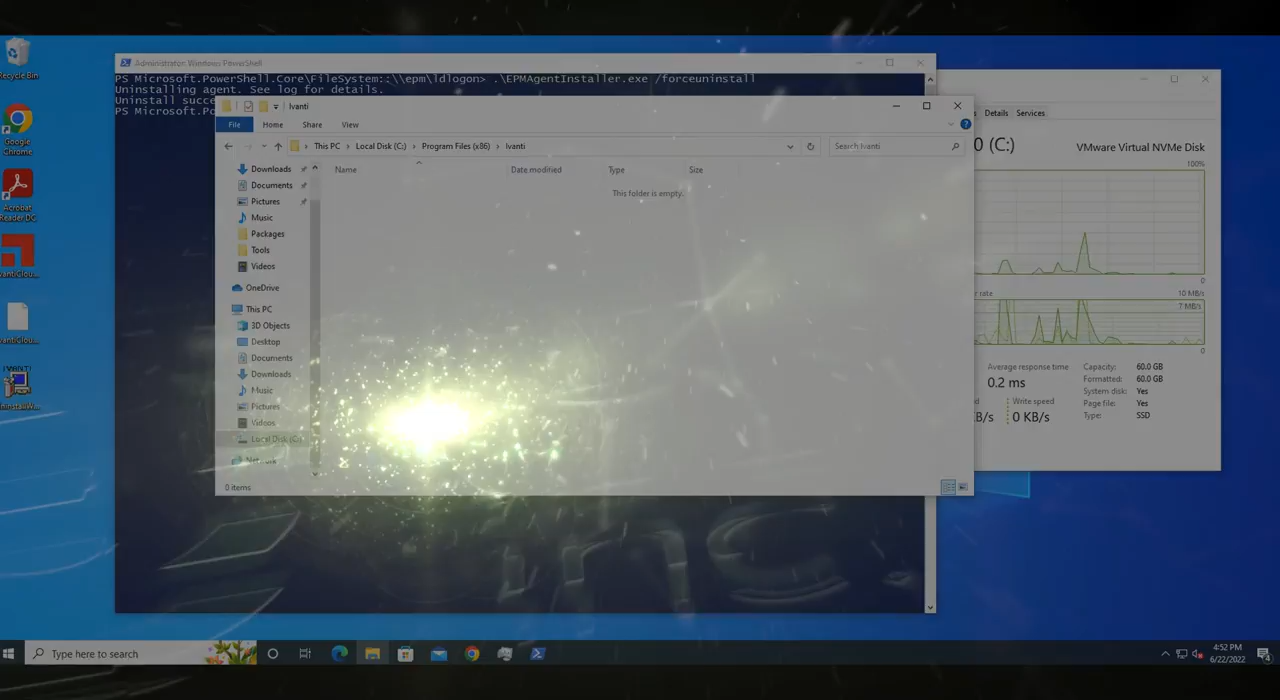 Recycle Bin
Google
Chrome
Acrobat
Reader DC
IVANTI
Administrator: Windows PowerShell
PS Microsoft.PowerShell.Core\FileSystem::\\epm\ldlogon> .\EPMAgentInstaller.exe /forceuninstall
Uninstalling agent. See log for details.
Uninstall succe
PS Microsoft.Po
Ivanti
File Home Share View
This PC Local Disk (C:) Program Files (x86) Ivanti
Search Ivanti
Name Date modified Type Size
This folder is empty.
Downloads
Documents
Pictures
Music
Packages
Tools
Videos
OneDrive
This PC
3D Objects
Desktop
Documents
Downloads
Music
Pictures
Videos
Local Disk (C:)
Network
0 items
Details Services
0 (C:) VMware Virtual NVMe Disk
100%
0
r rate 10 MB/s
7 MB/s
0
Average response time
0.2 ms
d Write speed
B/s 0 KB/s
Capacity: 60.0 GB
Formatted: 60.0 GB
System disk: Yes
Page file: Yes
Type: SSD
inc.
Type here to search
4:52 PM
6/22/2022
4